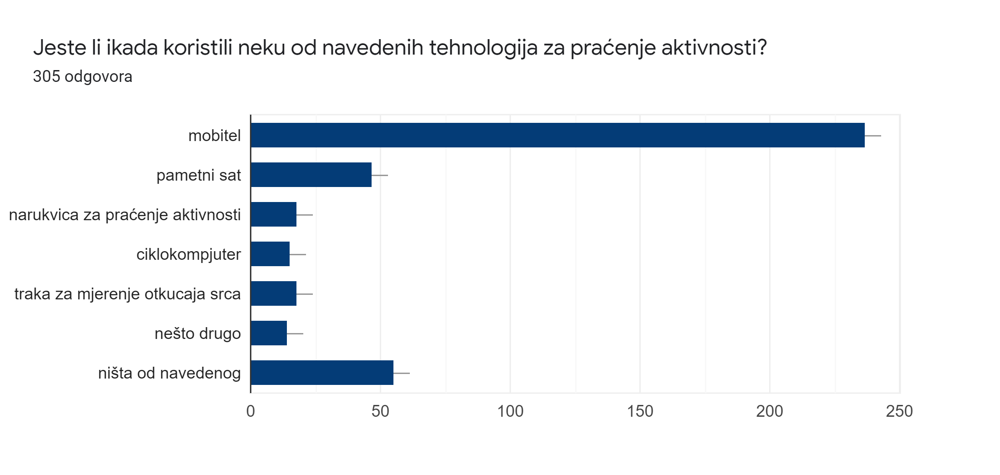 Jeste li ikada koristili neku od navedenih tehnologija za praćenje aktivnosti?
305 odgovora
mobitel
pametni sat
narukvica za praćenje aktivnosti
ciklokompjuter
traka za mjerenje otkucaja srca
nešto drugo
ništa od navedenog
0 50 100 150 200 250